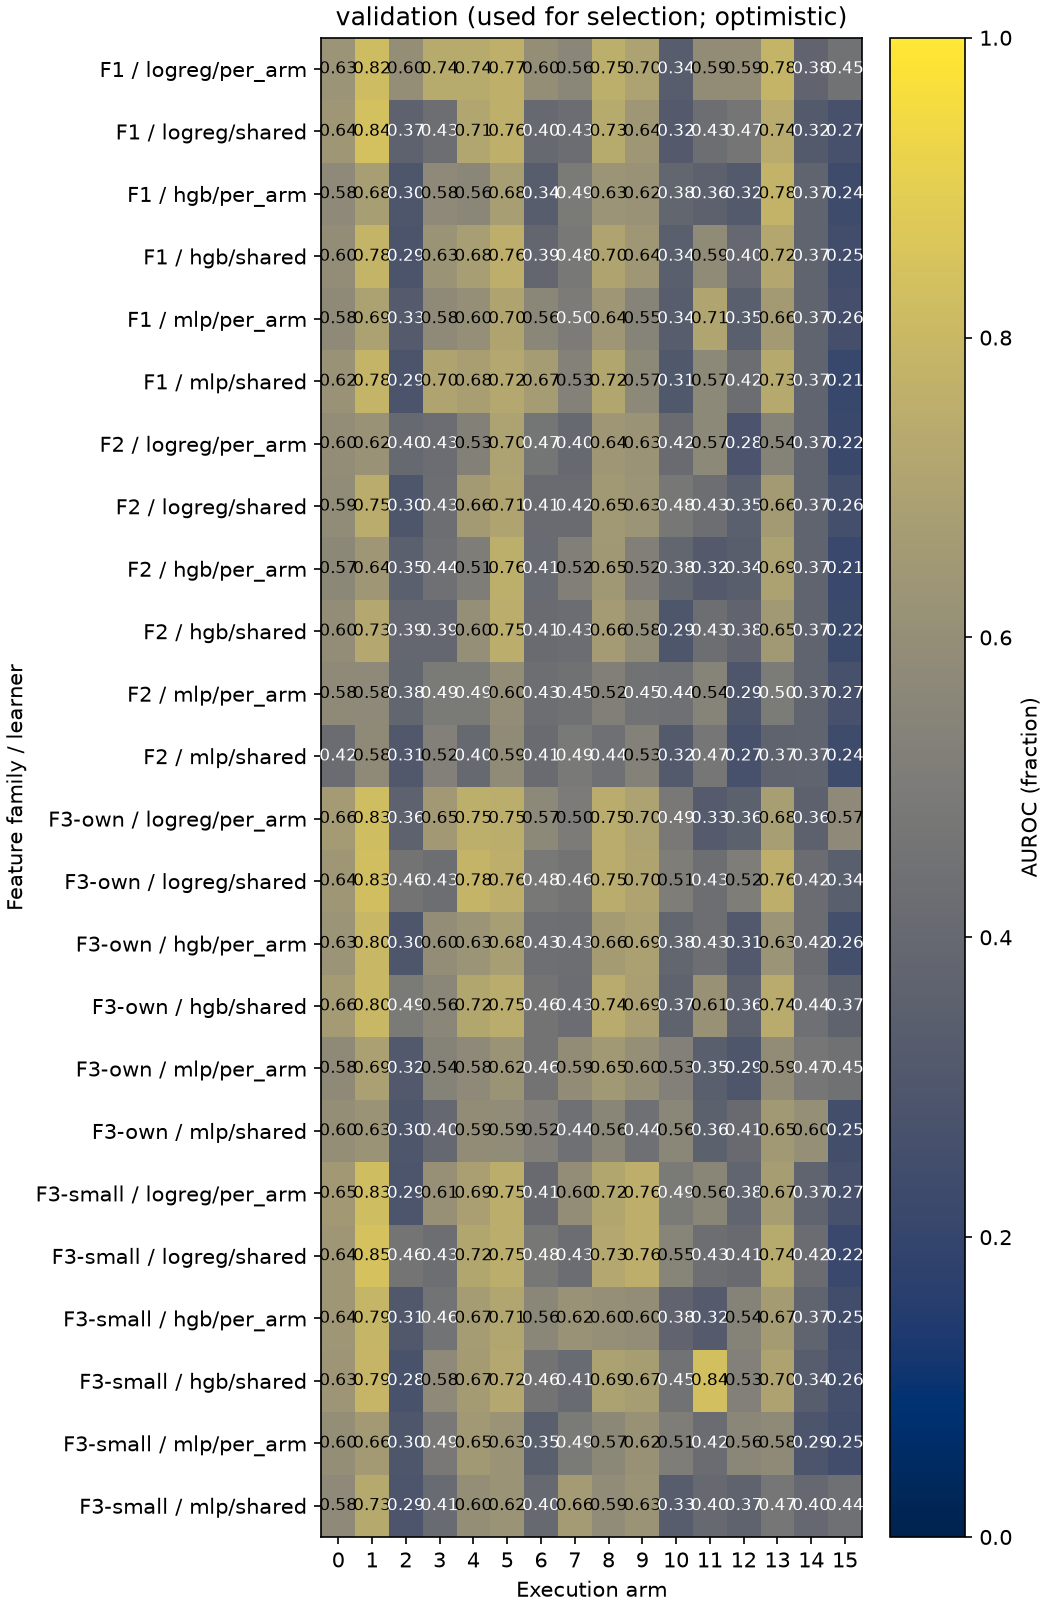 validation (used for selection; optimistic)
F1 / logreg/per_arm 0.63 0.82 0.60 0.74 0.74 0.77 0.60 0.56 0.75 0.70 0.34 0.59 0.59 0.78 0.38 0.45
F1 / logreg/shared 0.64 0.84 0.37 0.43 0.71 0.76 0.40 0.43 0.73 0.64 0.32 0.43 0.47 0.74 0.32 0.27
F1 / hgb/per_arm 0.58 0.68 0.30 0.58 0.56 0.68 0.34 0.49 0.63 0.62 0.38 0.36 0.32 0.78 0.37 0.24
F1 / hgb/shared 0.60 0.78 0.29 0.63 0.68 0.76 0.39 0.48 0.70 0.64 0.34 0.59 0.40 0.72 0.37 0.25
F1 / mlp/per_arm 0.58 0.69 0.33 0.58 0.60 0.70 0.56 0.50 0.64 0.55 0.34 0.71 0.35 0.66 0.37 0.26
F1 / mlp/shared 0.62 0.78 0.29 0.70 0.68 0.72 0.67 0.53 0.72 0.57 0.31 0.57 0.42 0.73 0.37 0.21
F2 / logreg/per_arm 0.60 0.62 0.40 0.43 0.53 0.70 0.47 0.40 0.64 0.63 0.42 0.57 0.28 0.54 0.37 0.22
F2 / logreg/shared 0.59 0.75 0.30 0.43 0.66 0.71 0.41 0.42 0.65 0.63 0.48 0.43 0.35 0.66 0.37 0.26
F2 / hgb/per_arm 0.57 0.64 0.35 0.44 0.51 0.76 0.41 0.52 0.65 0.52 0.38 0.32 0.34 0.69 0.37 0.21
F2 / hgb/shared 0.60 0.73 0.39 0.39 0.60 0.75 0.41 0.43 0.66 0.58 0.29 0.43 0.38 0.65 0.37 0.22
F2 / mlp/per_arm 0.58 0.58 0.38 0.49 0.49 0.60 0.43 0.45 0.52 0.45 0.44 0.54 0.29 0.50 0.37 0.27
F2 / mlp/shared 0.42 0.58 0.31 0.52 0.40 0.59 0.41 0.49 0.44 0.53 0.32 0.47 0.27 0.37 0.37 0.24
F3-own / logreg/per_arm 0.66 0.83 0.36 0.65 0.75 0.75 0.57 0.50 0.75 0.70 0.49 0.33 0.36 0.68 0.36 0.57
F3-own / logreg/shared 0.64 0.83 0.46 0.43 0.78 0.76 0.48 0.46 0.75 0.70 0.51 0.43 0.52 0.76 0.42 0.34
F3-own / hgb/per_arm 0.63 0.80 0.30 0.60 0.63 0.68 0.43 0.43 0.66 0.69 0.38 0.43 0.31 0.63 0.42 0.26
F3-own / hgb/shared 0.66 0.80 0.49 0.56 0.72 0.75 0.46 0.43 0.74 0.69 0.37 0.61 0.36 0.74 0.44 0.37
F3-own / mlp/per_arm 0.58 0.69 0.32 0.54 0.58 0.62 0.46 0.59 0.65 0.60 0.53 0.35 0.29 0.59 0.47 0.45
F3-own / mlp/shared 0.60 0.63 0.30 0.40 0.59 0.59 0.52 0.44 0.56 0.44 0.56 0.36 0.41 0.65 0.60 0.25
F3-small / logreg/per_arm 0.65 0.83 0.29 0.61 0.69 0.75 0.41 0.60 0.72 0.76 0.49 0.56 0.38 0.67 0.37 0.27
F3-small / logreg/shared 0.64 0.85 0.46 0.43 0.72 0.75 0.48 0.43 0.73 0.76 0.55 0.43 0.41 0.74 0.42 0.22
F3-small / hgb/per_arm 0.64 0.79 0.31 0.46 0.67 0.71 0.56 0.62 0.60 0.60 0.38 0.32 0.54 0.67 0.37 0.25
F3-small / hgb/shared 0.63 0.79 0.28 0.58 0.67 0.72 0.46 0.41 0.69 0.67 0.45 0.84 0.53 0.70 0.34 0.26
F3-small / mlp/per_arm 0.60 0.66 0.30 0.49 0.65 0.63 0.35 0.49 0.57 0.62 0.51 0.42 0.56 0.58 0.29 0.25
F3-small / mlp/shared 0.58 0.73 0.29 0.41 0.60 0.62 0.40 0.66 0.59 0.63 0.33 0.40 0.37 0.47 0.40 0.44
0 1 2 3 4 5 6 7 8 9 10 11 12 13 14 15
Execution arm
Feature family / learner
1.0
0.8
0.6
0.4
0.2
0.0
AUROC (fraction)